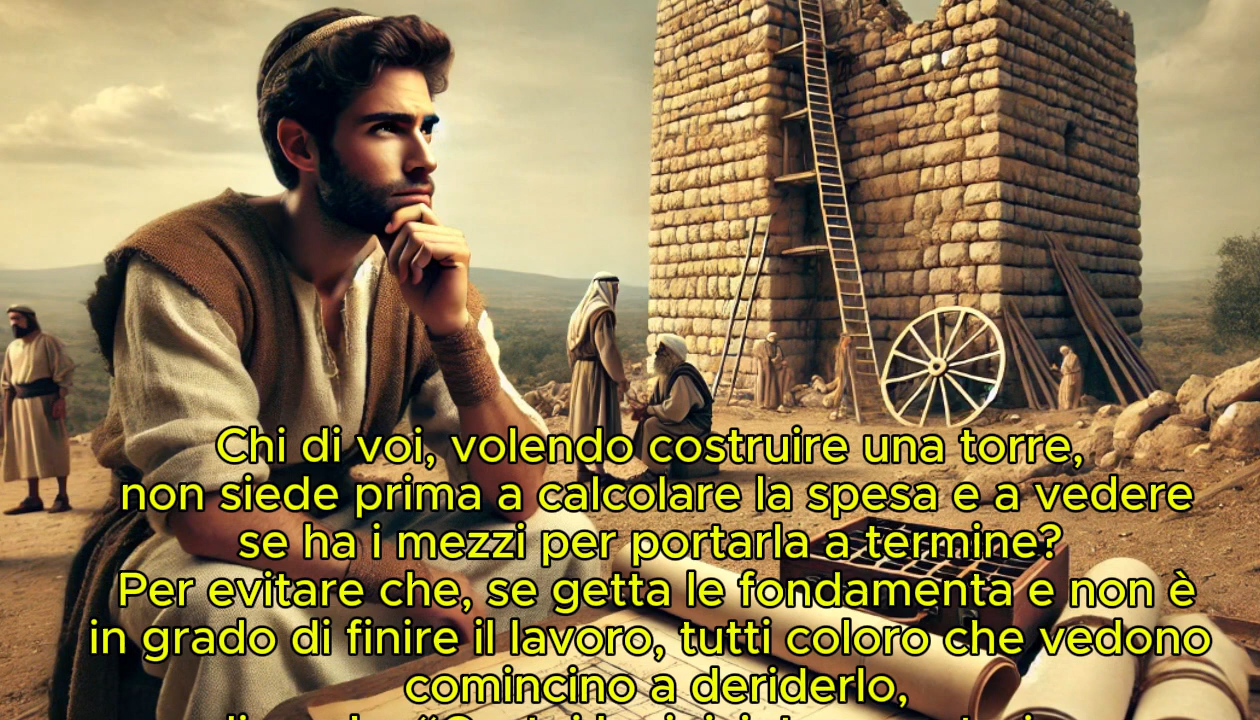 Chi di voi, volendo costruire una torre,
non siede prima a calcolare la spesa e a vedere
se ha i mezzi per portarla a termine?
Per evitare che, se getta le fondamenta e non è
in grado di finire il lavoro, tutti coloro che vedono
comincino a deriderlo,